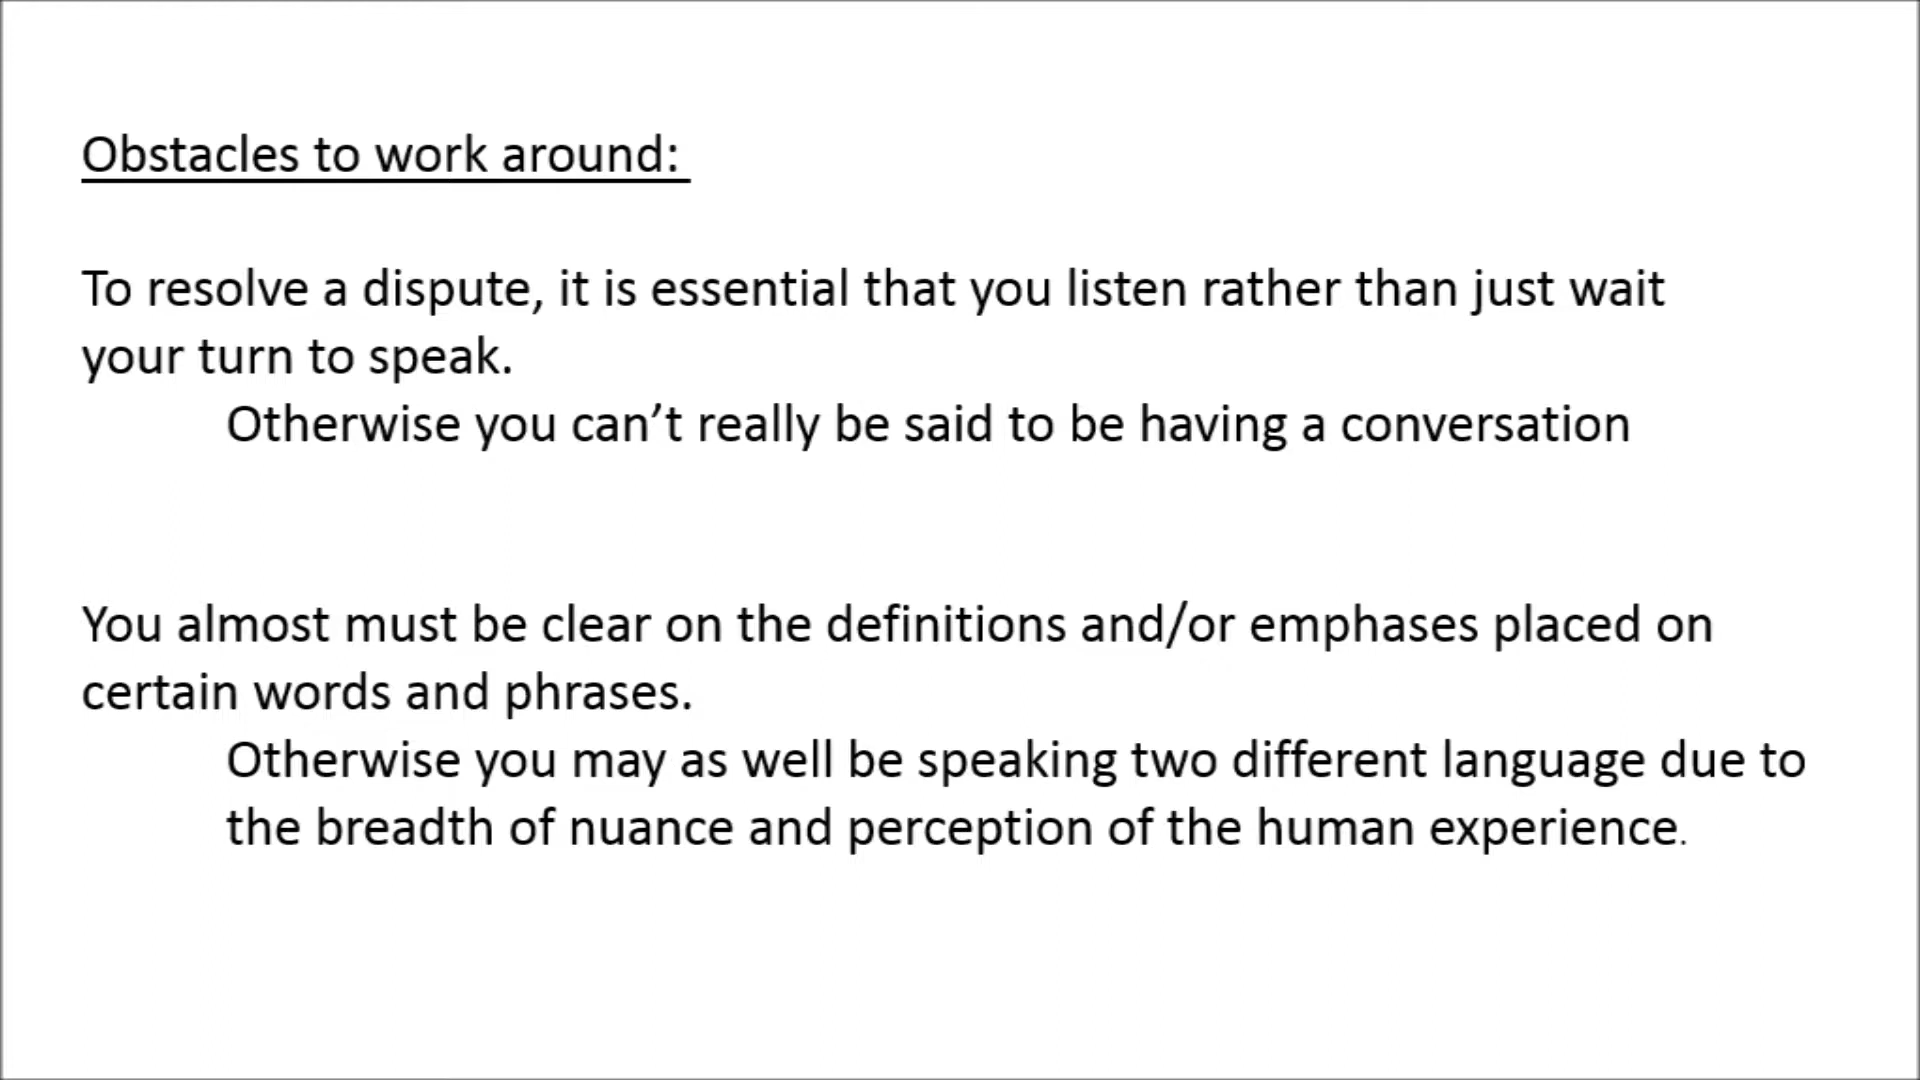 Obstacles to work around:
To resolve a dispute, it is essential that you listen rather than just wait
your turn to speak.
Otherwise you can’t really be said to be having a conversation
You almost must be clear on the definitions and/or emphases placed on
certain words and phrases.
Otherwise you may as well be speaking two different language due to
the breadth of nuance and perception of the human experience.